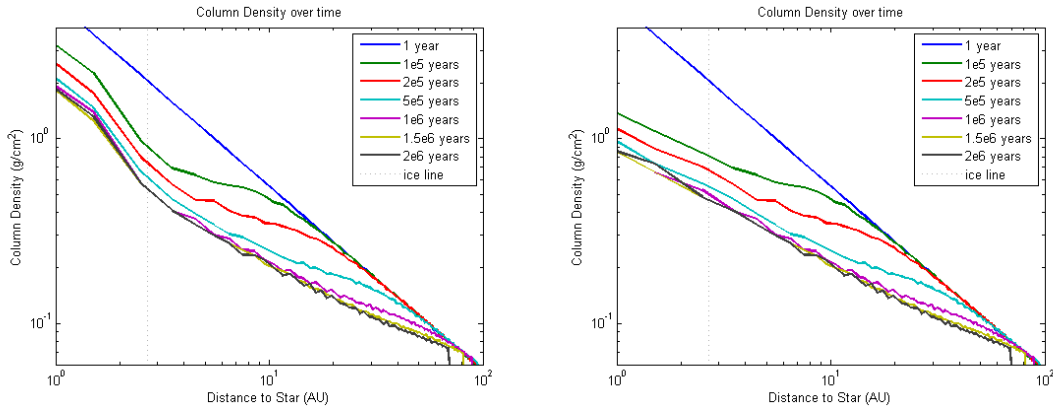 Column Density over time
1 year
1e5 years
2e5 years
5e5 years
1e6 years
1.5e6 years
2e6 years
ice line
Column Density (g/cm²)
10⁰
10⁻¹
10⁰
10¹
10²
Distance to Star (AU)
Column Density over time
1 year
1e5 years
2e5 years
5e5 years
1e6 years
1.5e6 years
2e6 years
ice line
Column Density (g/cm²)
10⁰
10⁻¹
10⁰
10¹
10²
Distance to Star (AU)